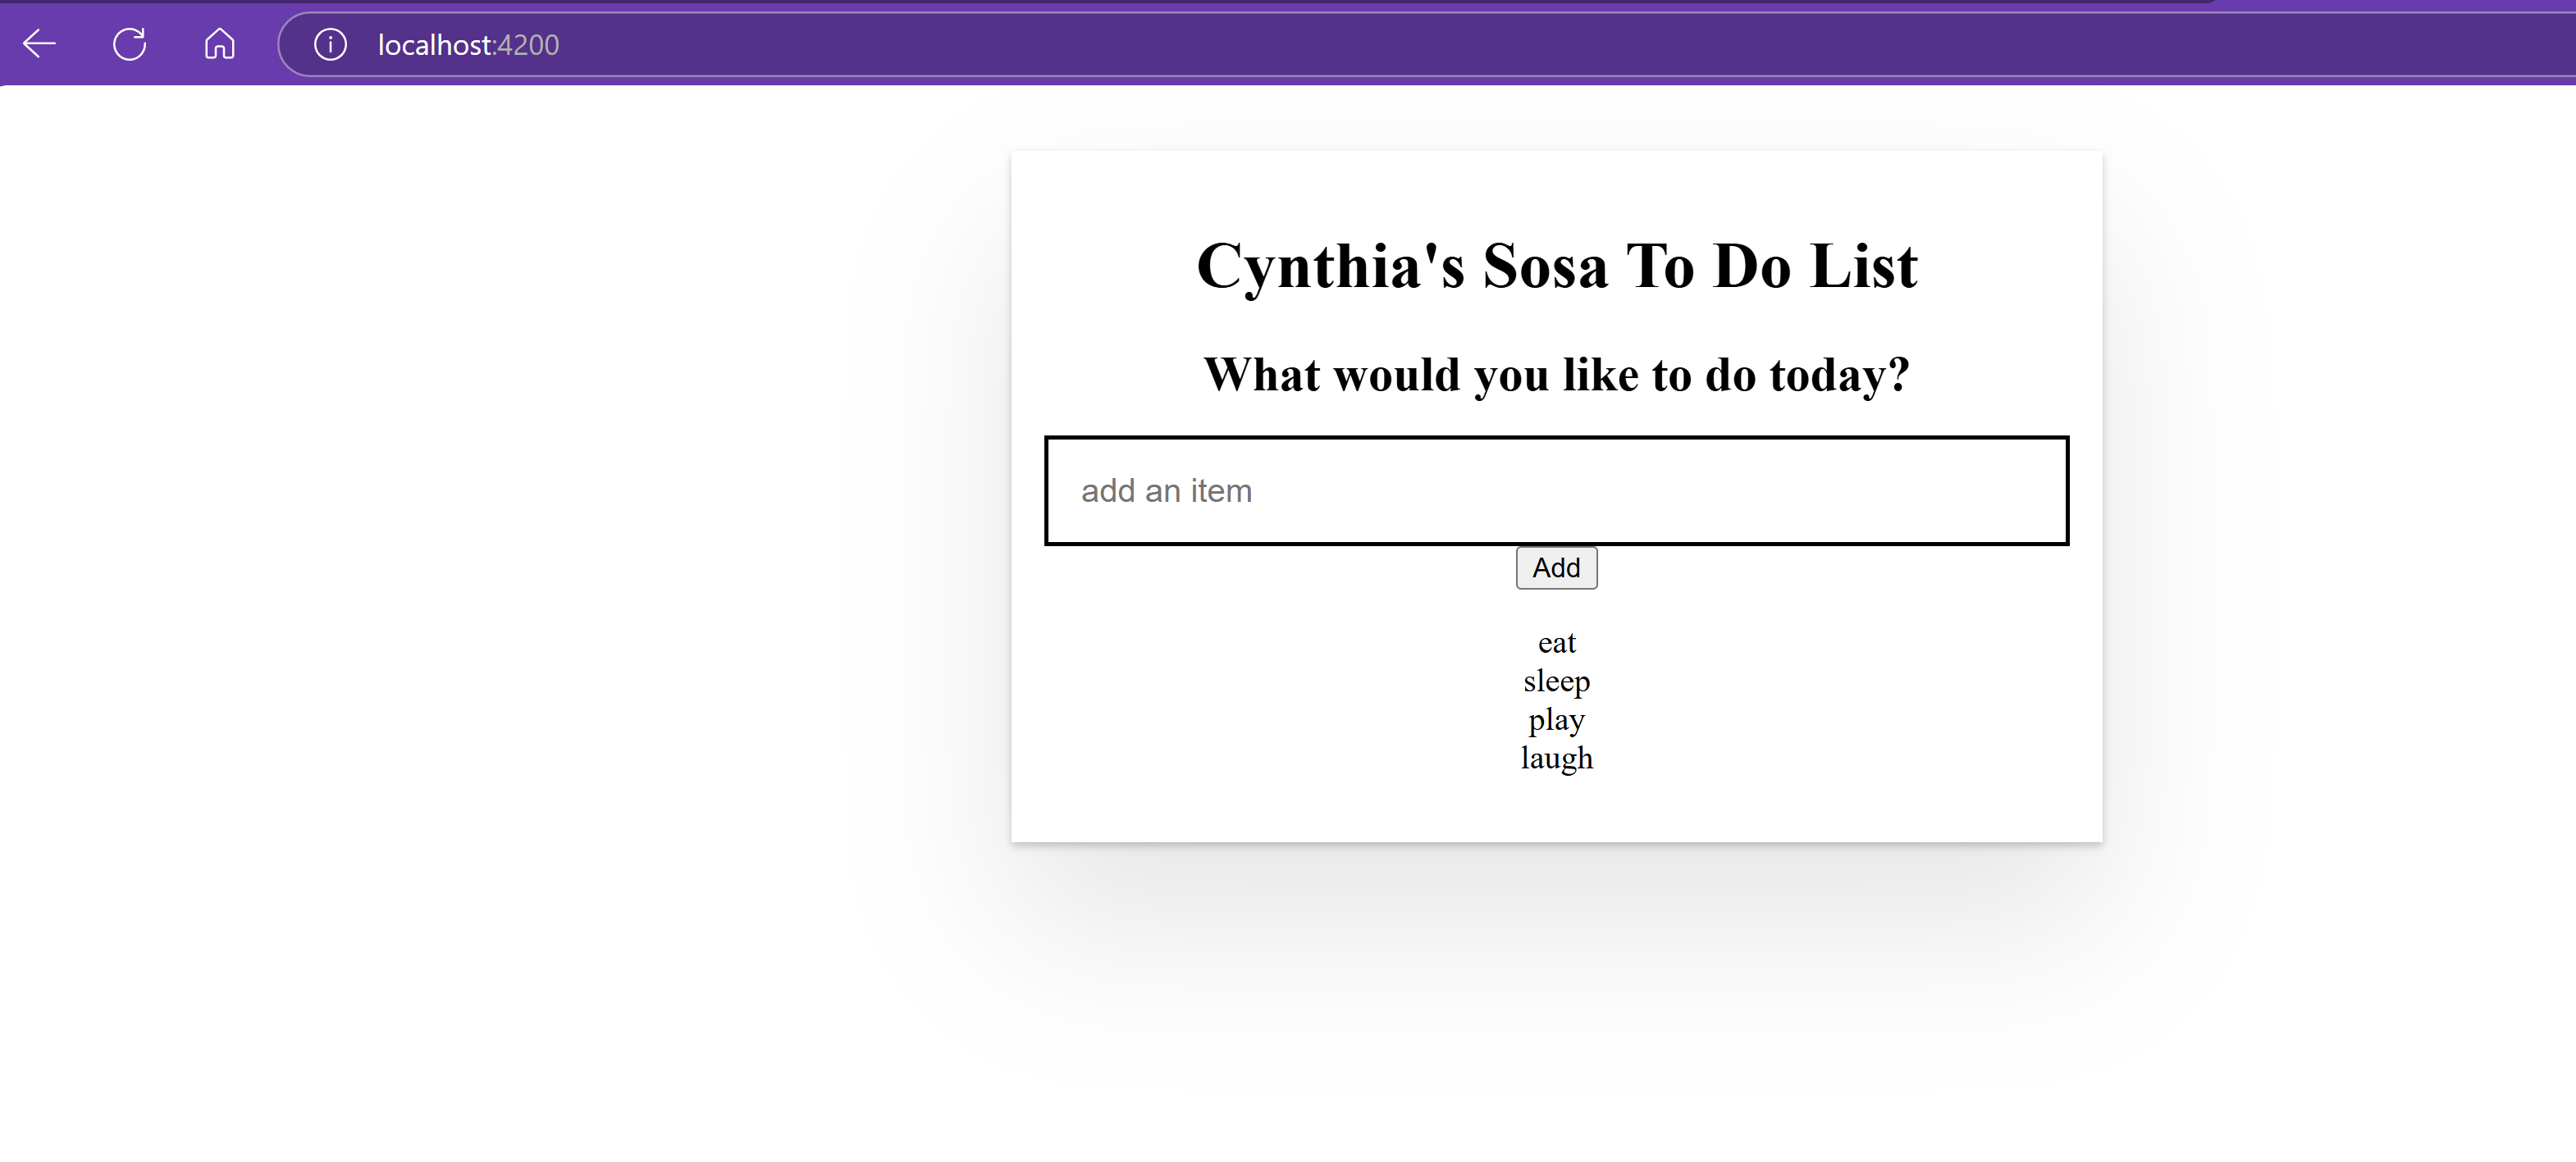 localhost:4200
Cynthia's Sosa To Do List
What would you like to do today?
add an item
Add
eat
sleep
play
laugh